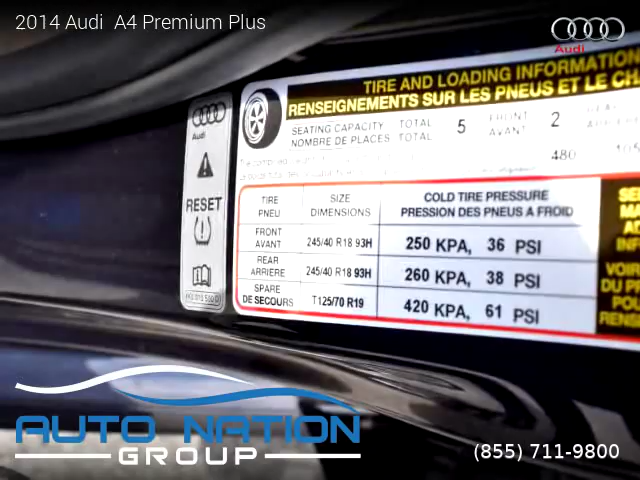 2014 Audi A4 Premium Plus
Audi
Audi
RESET
TIRE AND LOADING INFORMATION
RENSEIGNEMENTS SUR LES PNEUS ET LE CH
SEATING CAPACITY TOTAL 5 FRONT 2
NOMBRE DE PLACES TOTAL AVANT
480
TIRE SIZE COLD TIRE PRESSURE
PNEU DIMENSIONS PRESSION DES PNEUS A FROID
FRONT
AVANT 245/40 R18 93H 250 KPA, 36 PSI
REAR
ARRIERE 245/40 R18 93H 260 KPA, 38 PSI
SPARE
DE SECOURS T125/70 R19 420 KPA, 61 PSI
VOIR
DU P
AUTO NATION
GROUP
(855) 711-9800